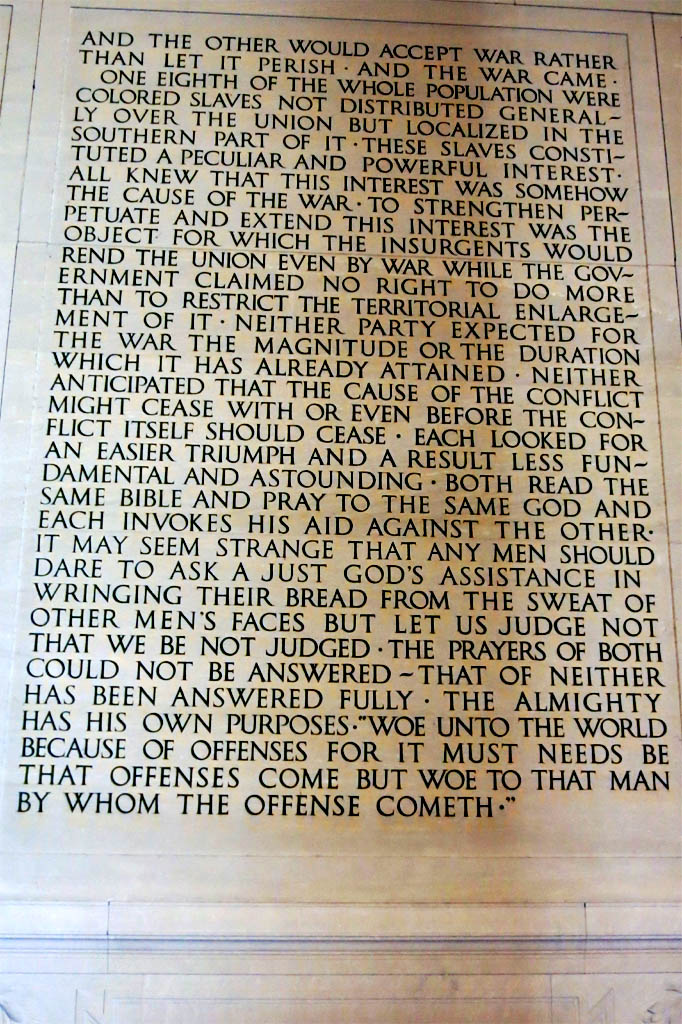 AND THE OTHER WOULD ACCEPT WAR RATHER
THAN LET IT PERISH · AND THE WAR CAME ·
ONE EIGHTH OF THE WHOLE POPULATION WERE
COLORED SLAVES NOT DISTRIBUTED GENERAL~
LY OVER THE UNION BUT LOCALIZED IN THE
SOUTHERN PART OF IT · THESE SLAVES CONSTI~
TUTED A PECULIAR AND POWERFUL INTEREST ·
ALL KNEW THAT THIS INTEREST WAS SOMEHOW
THE CAUSE OF THE WAR · TO STRENGTHEN PER~
PETUATE AND EXTEND THIS INTEREST WAS THE
OBJECT FOR WHICH THE INSURGENTS WOULD
REND THE UNION EVEN BY WAR WHILE THE GOV~
ERNMENT CLAIMED NO RIGHT TO DO MORE
THAN TO RESTRICT THE TERRITORIAL ENLARGE~
MENT OF IT · NEITHER PARTY EXPECTED FOR
THE WAR THE MAGNITUDE OR THE DURATION
WHICH IT HAS ALREADY ATTAINED · NEITHER
ANTICIPATED THAT THE CAUSE OF THE CONFLICT
MIGHT CEASE WITH OR EVEN BEFORE THE CON~
FLICT ITSELF SHOULD CEASE · EACH LOOKED FOR
AN EASIER TRIUMPH AND A RESULT LESS FUN~
DAMENTAL AND ASTOUNDING · BOTH READ THE
SAME BIBLE AND PRAY TO THE SAME GOD AND
EACH INVOKES HIS AID AGAINST THE OTHER ·
IT MAY SEEM STRANGE THAT ANY MEN SHOULD
DARE TO ASK A JUST GOD'S ASSISTANCE IN
WRINGING THEIR BREAD FROM THE SWEAT OF
OTHER MEN'S FACES BUT LET US JUDGE NOT
THAT WE BE NOT JUDGED · THE PRAYERS OF BOTH
COULD NOT BE ANSWERED ~ THAT OF NEITHER
HAS BEEN ANSWERED FULLY · THE ALMIGHTY
HAS HIS OWN PURPOSES · "WOE UNTO THE WORLD
BECAUSE OF OFFENSES FOR IT MUST NEEDS BE
THAT OFFENSES COME BUT WOE TO THAT MAN
BY WHOM THE OFFENSE COMETH · "